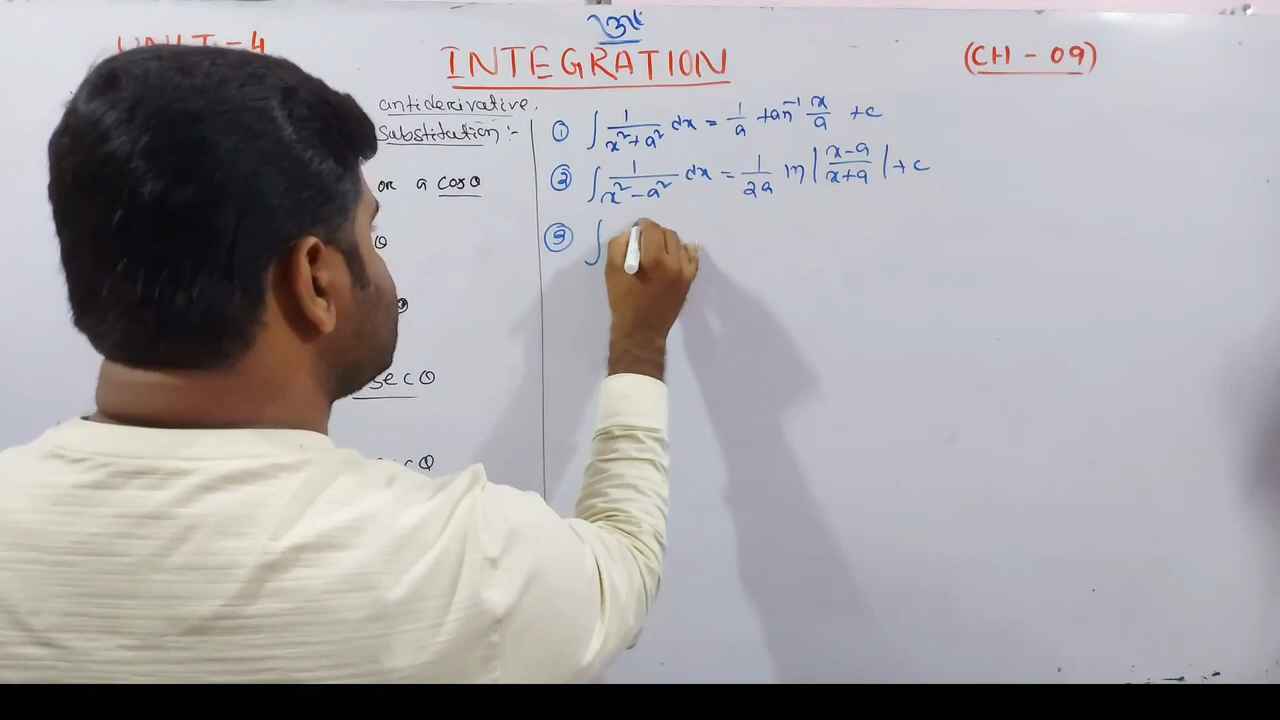 UNIT - 4
INTEGRATION
(CH - 09)
antiderivative.
Substitution :-
or a cosθ
θ
secθ
① ∫ 1/(x²+a²) dx = 1/a tan⁻¹ x/a + c
② ∫ 1/(x²-a²) dx = 1/2a ln |(x-a)/(x+a)| + c
③ ∫